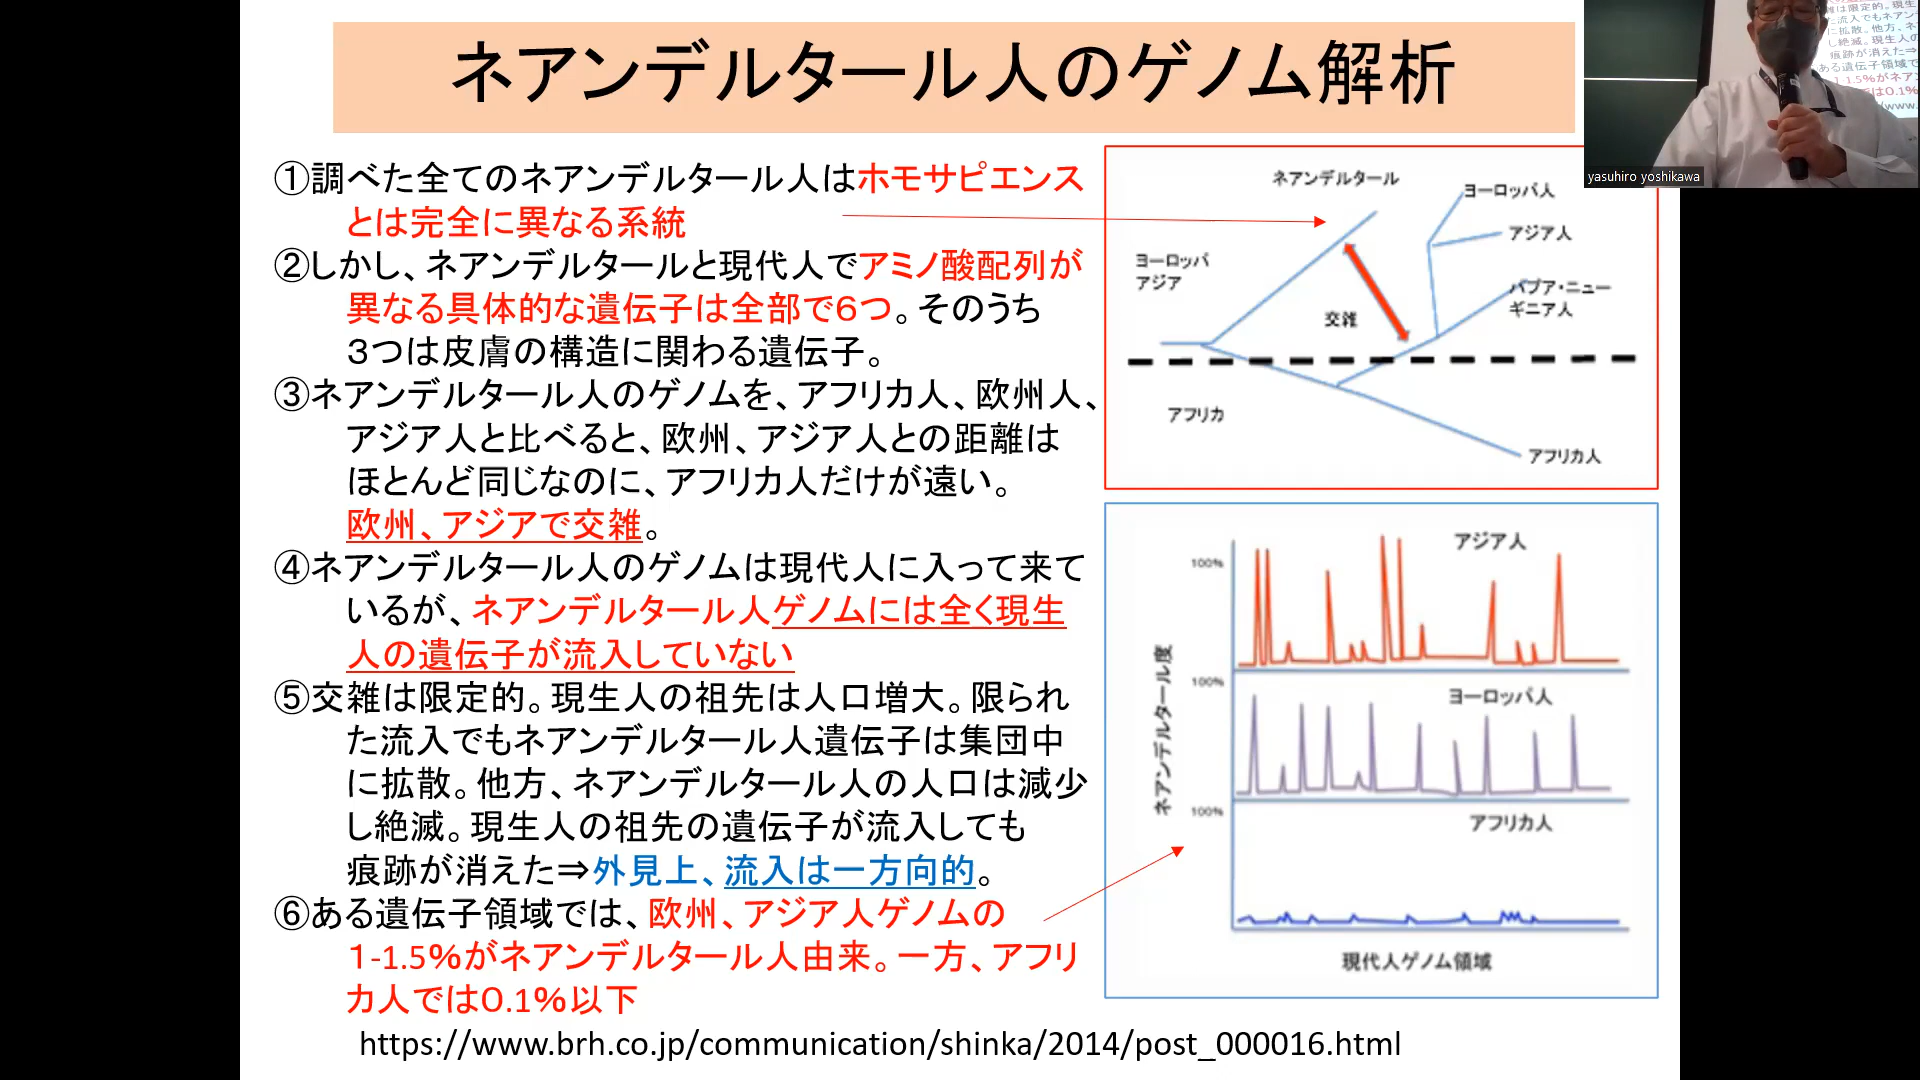 ネアンデルタール人のゲノム解析
①調べた全てのネアンデルタール人はホモサピエンス
とは完全に異なる系統
②しかし、ネアンデルタールと現代人でアミノ酸配列が
異なる具体的な遺伝子は全部で６つ。そのうち
３つは皮膚の構造に関わる遺伝子。
③ネアンデルタール人のゲノムを、アフリカ人、欧州人、
アジア人と比べると、欧州、アジア人との距離は
ほとんど同じなのに、アフリカ人だけが遠い。
欧州、アジアで交雑。
④ネアンデルタール人のゲノムは現代人に入って来て
いるが、ネアンデルタール人ゲノムには全く現生
人の遺伝子が流入していない
⑤交雑は限定的。現生人の祖先は人口増大。限られ
た流入でもネアンデルタール人遺伝子は集団中
に拡散。他方、ネアンデルタール人の人口は減少
し絶滅。現生人の祖先の遺伝子が流入しても
痕跡が消えた⇒外見上、流入は一方向的。
⑥ある遺伝子領域では、欧州、アジア人ゲノムの
１-1.5％がネアンデルタール人由来。一方、アフリ
カ人では0.1％以下
https://www.brh.co.jp/communication/shinka/2014/post_000016.html
ネアンデルタール
ヨーロッパ人
アジア人
ヨーロッパ
アジア
パプア・ニュー
ギニア人
交雑
アフリカ
アフリカ人
アジア人
100%
ネアンデルタール度
100%
ヨーロッパ人
100%
アフリカ人
現代人ゲノム領域
yasuhiro yoshikawa